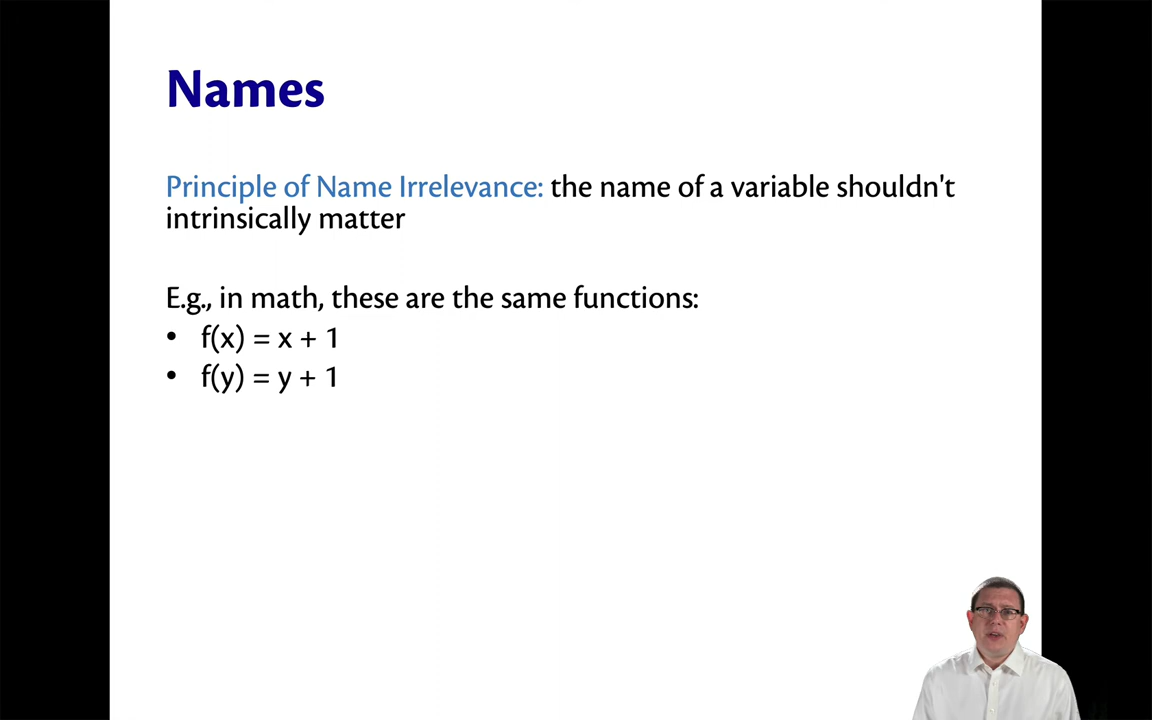 Names
Principle of Name Irrelevance: the name of a variable shouldn't
intrinsically matter
E.g., in math, these are the same functions:
• f(x) = x + 1
• f(y) = y + 1